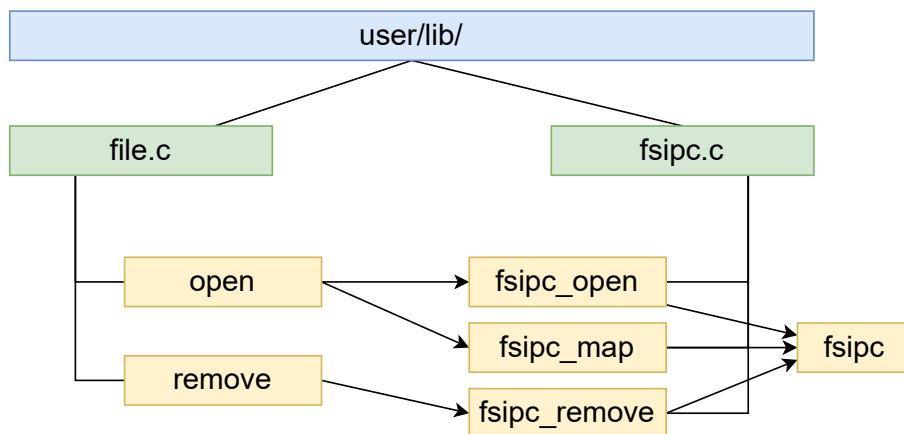 user/lib/
file.c
fsipc.c
open
fsipc_open
fsipc_map
fsipc
remove
fsipc_remove